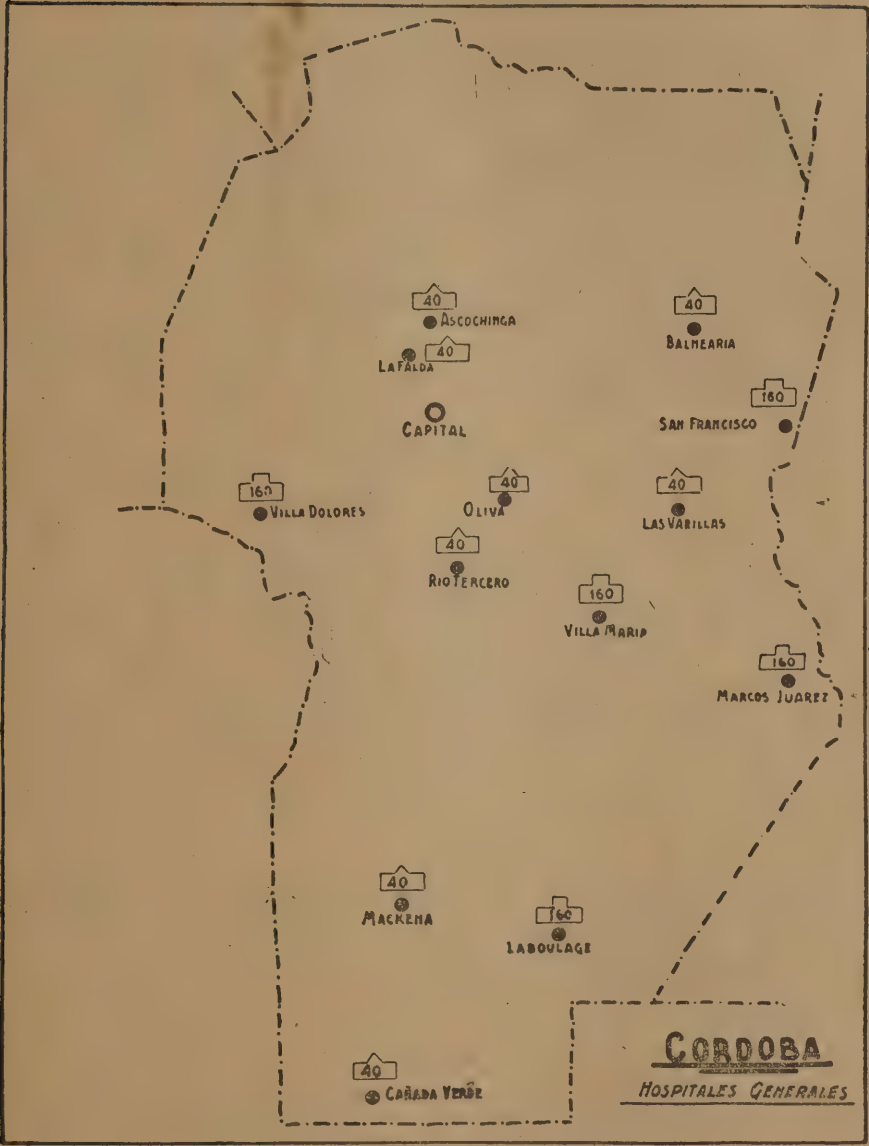 40
ASCOCHINGA
40
BALNEARIA
LA FALDA
40
160
CAPITAL
SAN FRANCISCO
160
VILLA DOLORES
40
OLIVA
40
LAS VARILLAS
40
RIO TERCERO
160
VILLA MARIA
160
MARCOS JUAREZ
40
MACKENA
160
LABOULAGE
40
CAÑADA VERDE
CORDOBA
HOSPITALES GENERALES